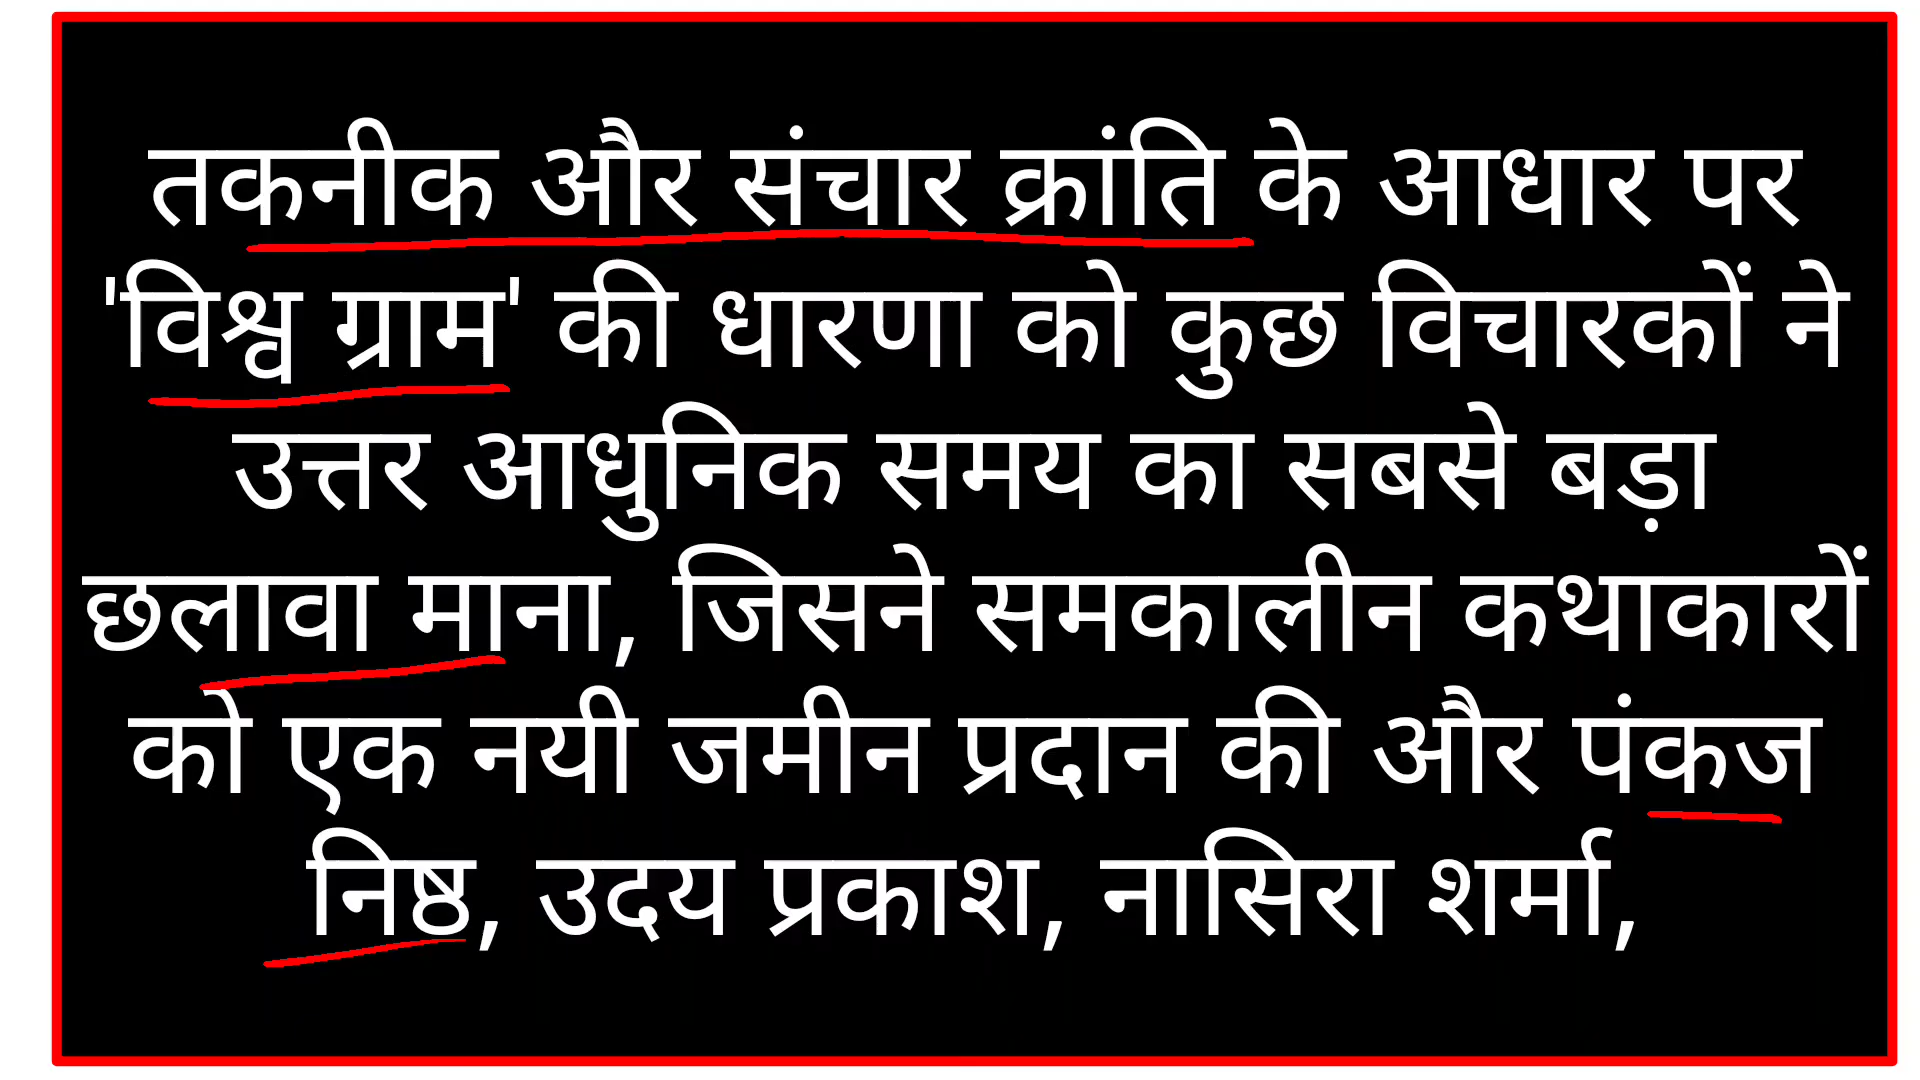 तकनीक और संचार क्रांति के आधार पर
'विश्व ग्राम' की धारणा को कुछ विचारकों ने
उत्तर आधुनिक समय का सबसे बड़ा
छलावा माना, जिसने समकालीन कथाकारों
को एक नयी जमीन प्रदान की और पंकज
निष्ठ, उदय प्रकाश, नासिरा शर्मा,